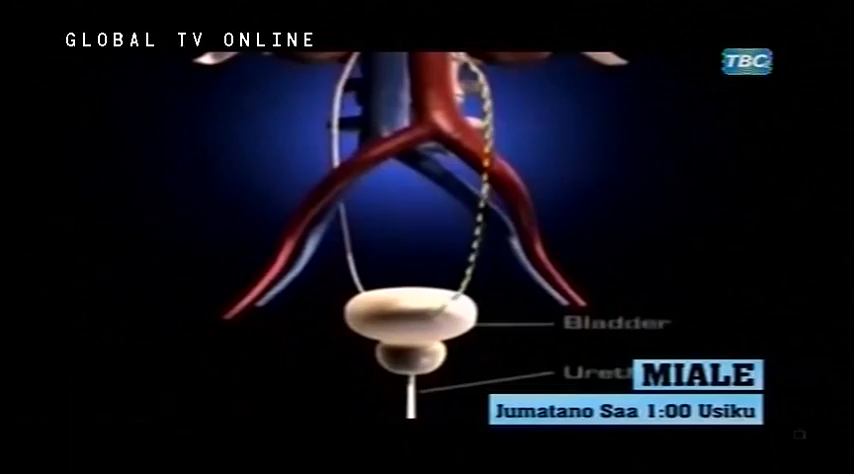 GLOBAL TV ONLINE
TBC
Bladder
MIALE
Jumatano Saa 1:00 Usiku